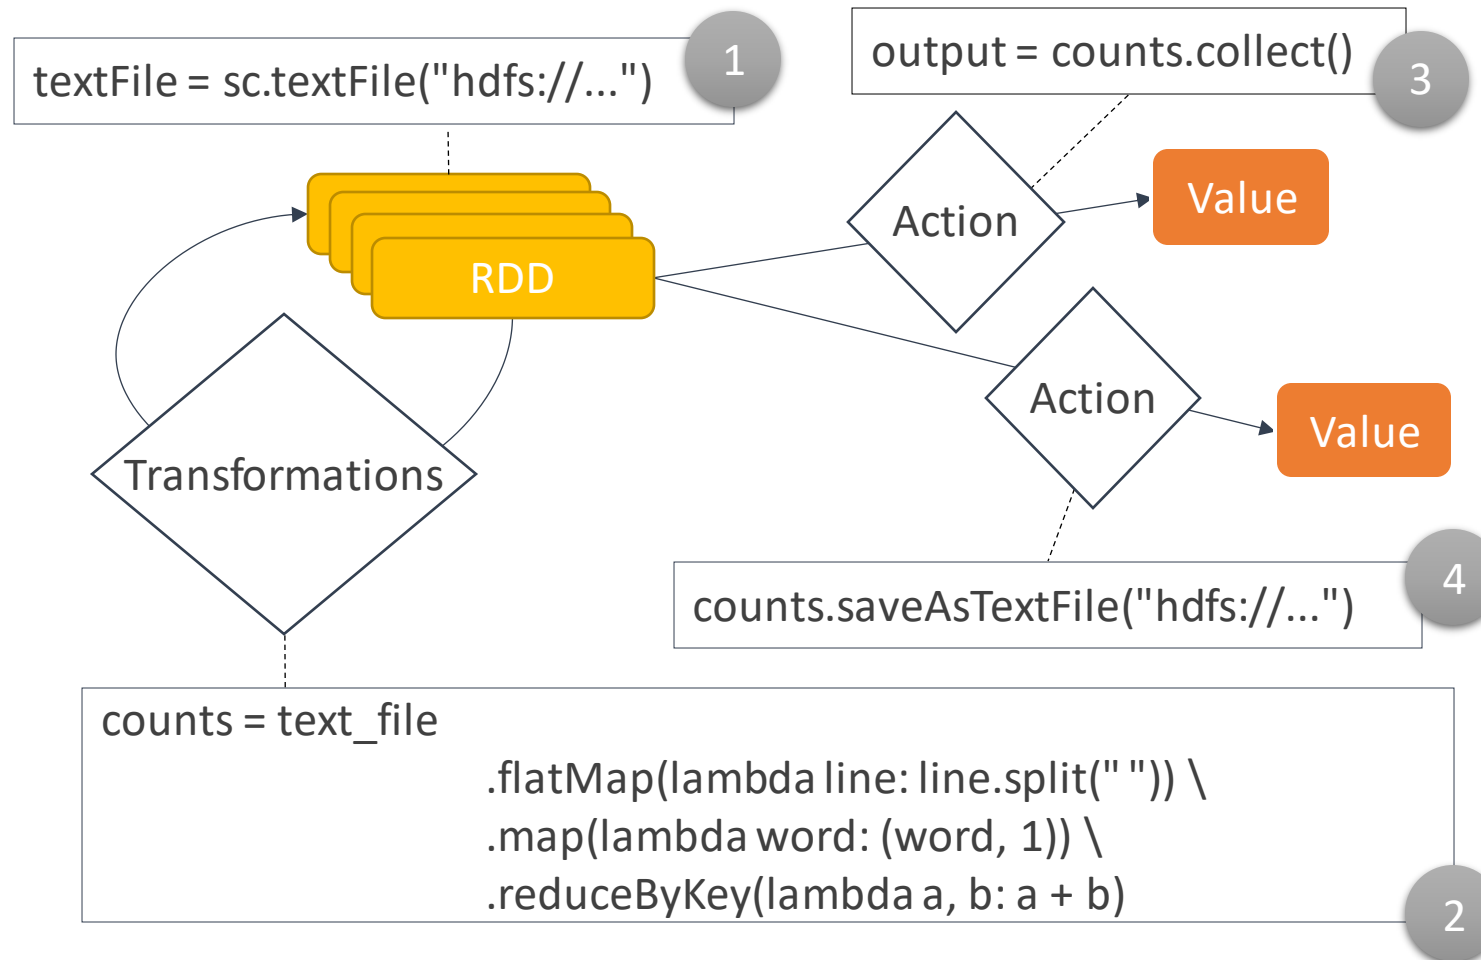 textFile = sc.textFile("hdfs://...")
1
output = counts.collect()
3
RDD
Action
Value
Action
Value
Transformations
counts.saveAsTextFile("hdfs://...")
4
counts = text_file
.flatMap(lambda line: line.split(" ")) \
.map(lambda word: (word, 1)) \
.reduceByKey(lambda a, b: a + b)
2